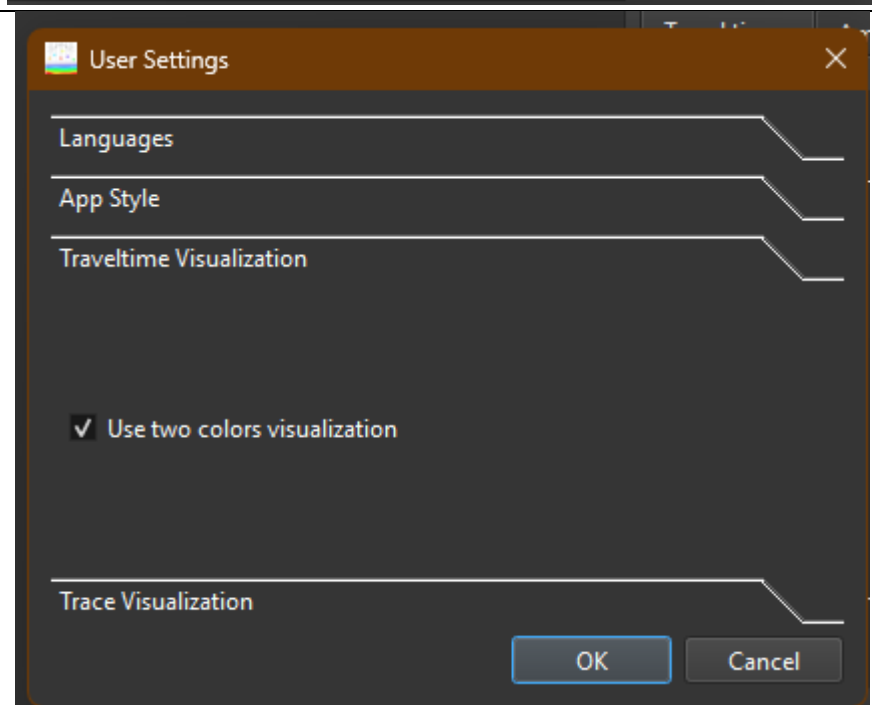 User Settings
Languages
App Style
Traveltime Visualization
Use two colors visualization
Trace Visualization
OK
Cancel